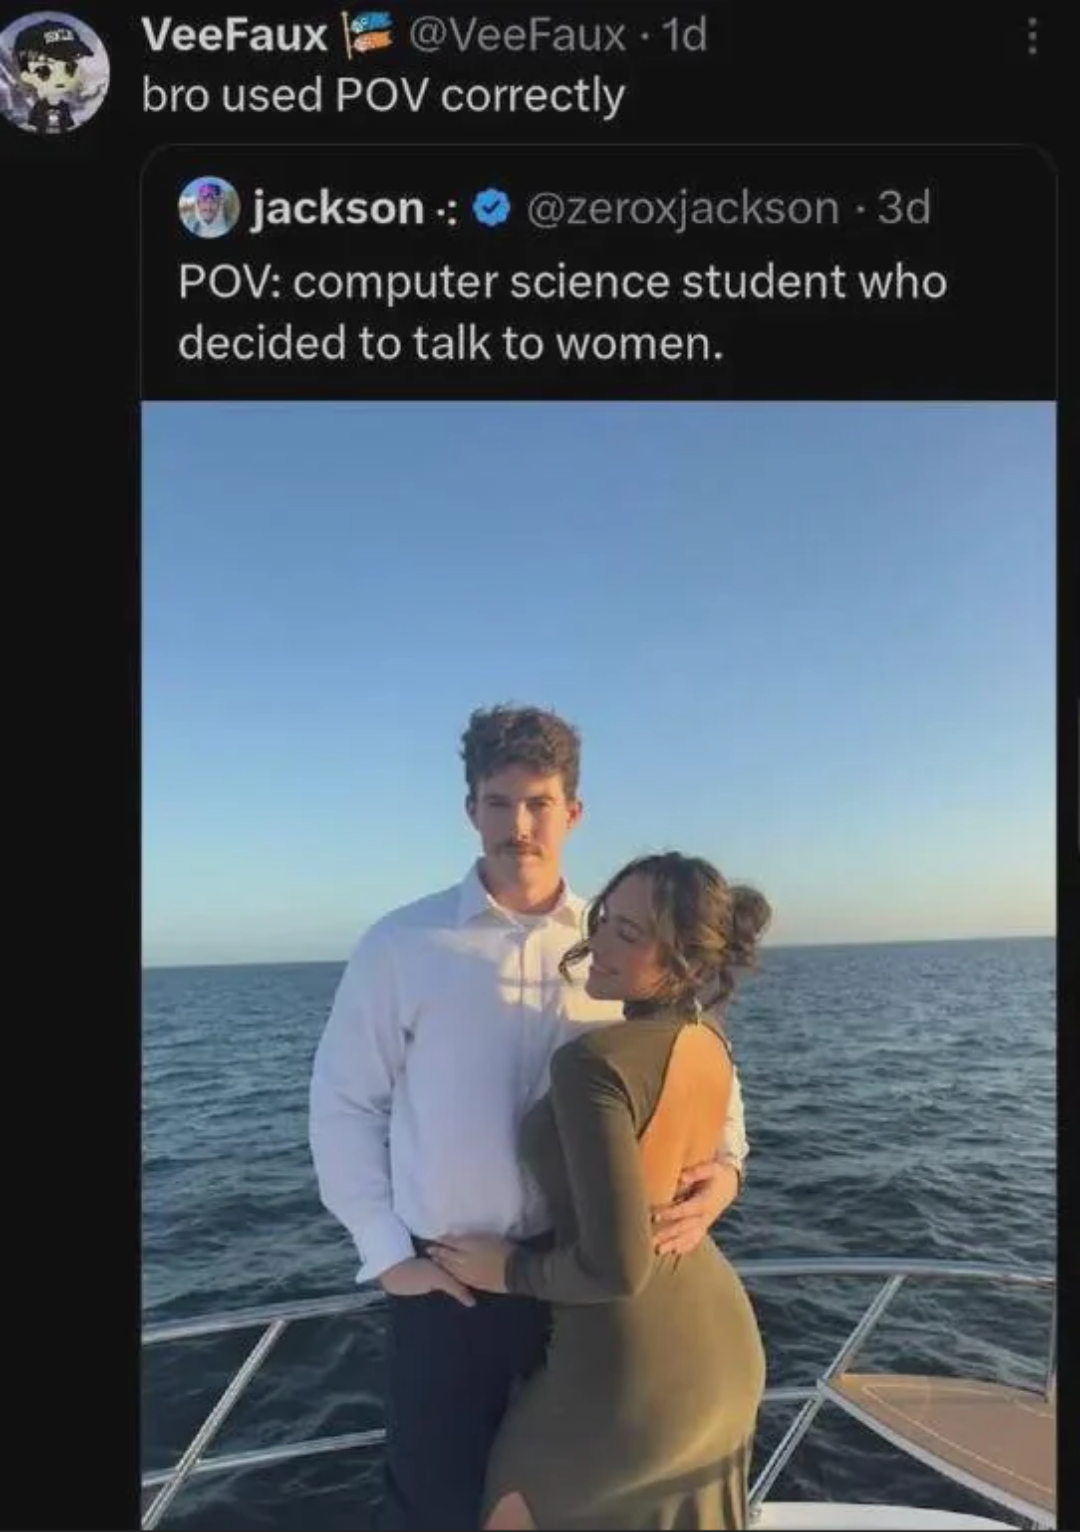 VeeFaux @VeeFaux · 1d
bro used POV correctly
jackson @zeroxjackson · 3d
POV: computer science student who
decided to talk to women.